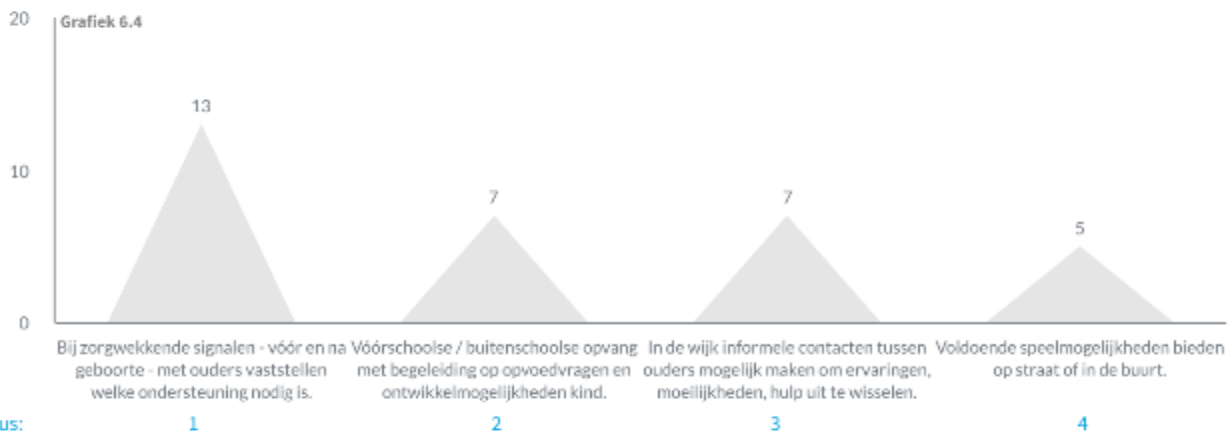 20
Grafiek 6.4
13
10
7
7
5
0
Bij zorgwekkende signalen - vóór en na
geboorte - met ouders vaststellen
welke ondersteuning nodig is.
Vóórschoolse / buitenschoolse opvang
met begeleiding op opvoedvragen en
ontwikkelmogelijkheden kind.
In de wijk informele contacten tussen
ouders mogelijk maken om ervaringen,
moeilijkheden, hulp uit te wisselen.
Voldoende speelmogelijkheden bieden
op straat of in de buurt.
us: 1 2 3 4